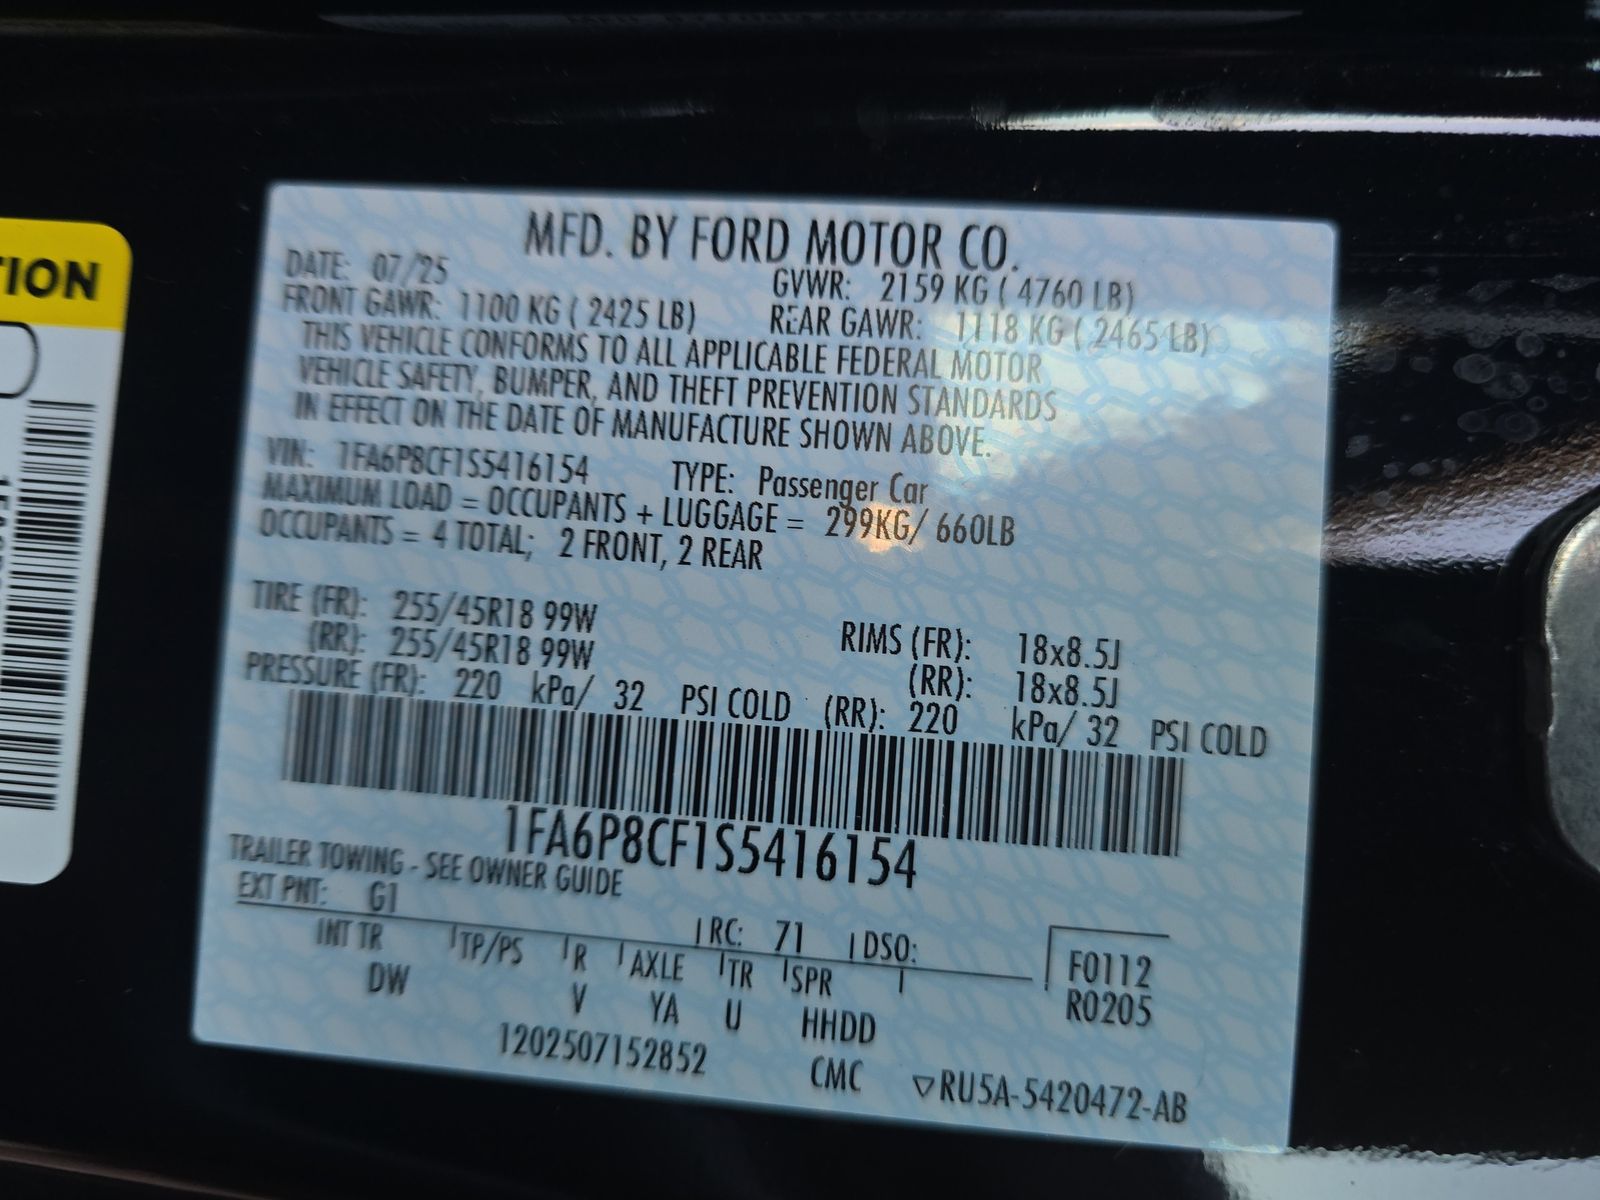 TION
MFD. BY FORD MOTOR CO.
DATE: 07/25 GVWR: 2159 KG ( 4760 LB)
FRONT GAWR: 1100 KG ( 2425 LB) REAR GAWR: 1118 KG ( 2465 LB)
THIS VEHICLE CONFORMS TO ALL APPLICABLE FEDERAL MOTOR
VEHICLE SAFETY, BUMPER, AND THEFT PREVENTION STANDARDS
IN EFFECT ON THE DATE OF MANUFACTURE SHOWN ABOVE.
VIN: 1FA6P8CF1S5416154 TYPE: Passenger Car
MAXIMUM LOAD = OCCUPANTS + LUGGAGE = 299KG/ 660LB
OCCUPANTS = 4 TOTAL; 2 FRONT, 2 REAR
TIRE (FR): 255/45R18 99W RIMS (FR): 18x8.5J
(RR): 255/45R18 99W (RR): 18x8.5J
PRESSURE (FR): 220 kPa/ 32 PSI COLD (RR): 220 kPa/ 32 PSI COLD
1FA6P8CF1S5416154
TRAILER TOWING - SEE OWNER GUIDE
EXT PNT: G1 RC: 71 DSO:
INT TR TP/PS R AXLE TR SPR F0112
DW V YA U HHDD R0205
1202507152852 CMC ▽RU5A-5420472-AB